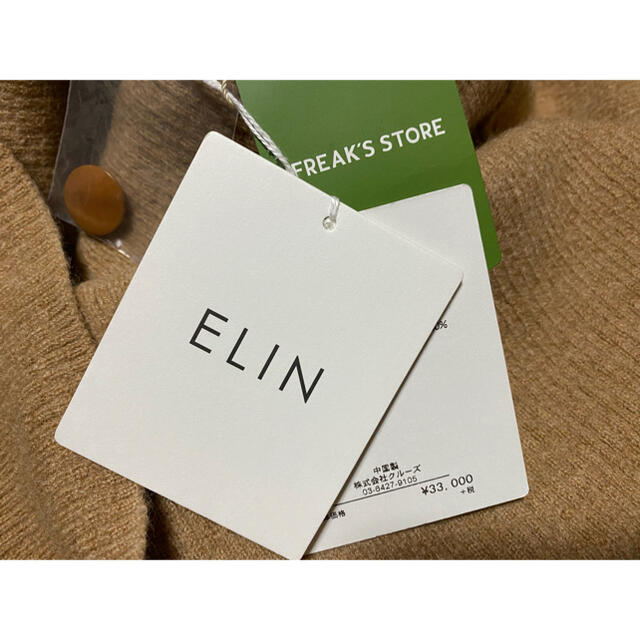 FREAK'S STORE
ELIN
%
中国製
株式会社クルーズ
03-6427-9105
¥33,000
+税
価格